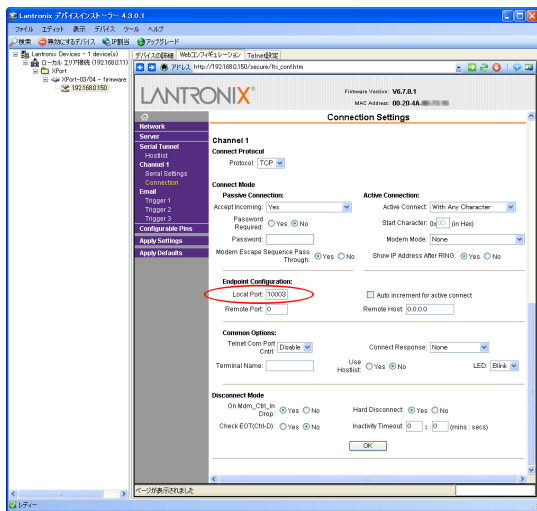 Lantronix デバイスインストーラー 4.3.0.1
ファイル エディット 表示 デバイス ツール ヘルプ
検索 無効にするデバイス IP割当 アップグレード
Lantronix Devices - 1 device(s)
ローカル エリア接続 (192.168.0.11)
XPort
XPort-03/04 - firmware
192.168.0.150
デバイスの詳細 Webコンフィギュレーション Telnet設定
アドレス http://192.168.0.150/secure/ltx_conf.htm
LANTRONIX®
Firmware Version: V6.7.0.1
MAC Address: 00-20-4A-
Connection Settings
Network
Server
Serial Tunnel
Hostlist
Channel 1
Serial Settings
Connection
Email
Trigger 1
Trigger 2
Trigger 3
Configurable Pins
Apply Settings
Apply Defaults
Channel 1
Connect Protocol
Protocol: TCP
Connect Mode
Passive Connection: Active Connection:
Accept Incoming: Yes Active Connect: With Any Character
Password Required: Yes No Start Character: 0x 0D (in Hex)
Password: Modem Mode: None
Modem Escape Sequence Pass Through: Yes No Show IP Address After RING: Yes No
Endpoint Configuration:
Local Port: 10003 Auto increment for active connect
Remote Port: 0 Remote Host: 0.0.0.0
Common Options:
Telnet Com Port Cntrl: Disable Connect Response: None
Terminal Name: Use Hostlist: Yes No LED: Blink
Disconnect Mode
On Mdm_Ctrl_In Drop: Yes No Hard Disconnect: Yes No
Check EOT(Ctrl-D): Yes No Inactivity Timeout: 0 : 0 (mins : secs)
OK
ページが表示されました
レディー